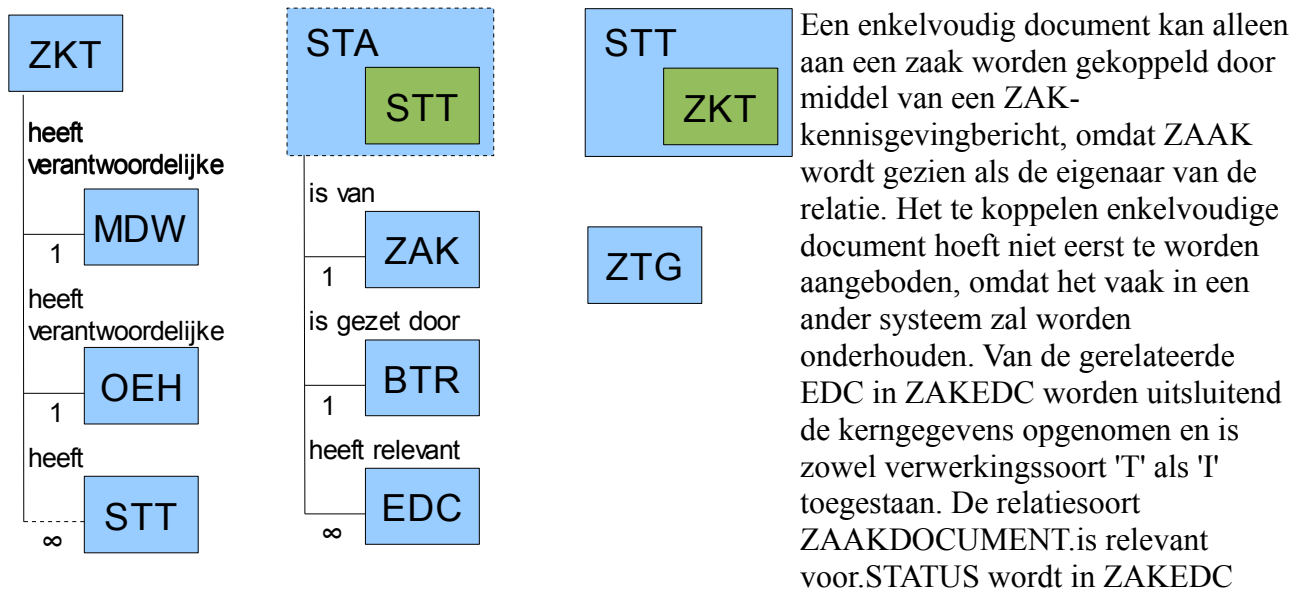 ZKT
heeft
verantwoordelijke
MDW
1
heeft
verantwoordelijke
OEH
1
heeft
STT
∞
STA
STT
is van
ZAK
1
is gezet door
BTR
1
heeft relevant
EDC
∞
STT
ZKT
ZTG
Een enkelvoudig document kan alleen
aan een zaak worden gekoppeld door
middel van een ZAK-
kennisgevingbericht, omdat ZAAK
wordt gezien als de eigenaar van de
relatie. Het te koppelen enkelvoudige
document hoeft niet eerst te worden
aangeboden, omdat het vaak in een
ander systeem zal worden
onderhouden. Van de gerelateerde
EDC in ZAKEDC worden uitsluitend
de kerngegevens opgenomen en is
zowel verwerkingssoort 'T' als 'I'
toegestaan. De relatiesoort
ZAAKDOCUMENT.is relevant
voor.STATUS wordt in ZAKEDC